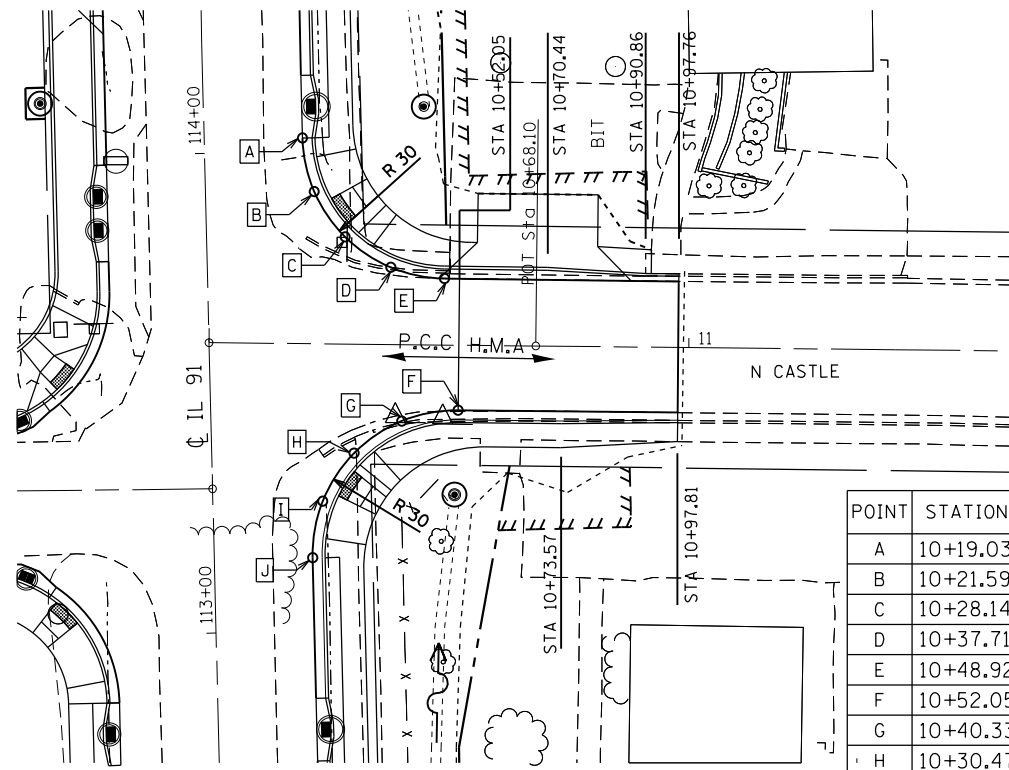 114+00
A
B
C
D
E
R 30
STA 10+52.05
STA 10+70.44
BIT
STA 10+90.86
STA 10+97.76
POT Sta 10+68.10
P.C.C
H.M.A
11
N CASTLE
℄ IL 91
F
G
H
I
J
R 30
113+00
STA 10+73.57
STA 10+97.81
x
x
x
x
POINT STATION
A 10+19.03
B 10+21.59
C 10+28.14
D 10+37.71
E 10+48.92
F 10+52.05
G 10+40.33
H 10+30.47